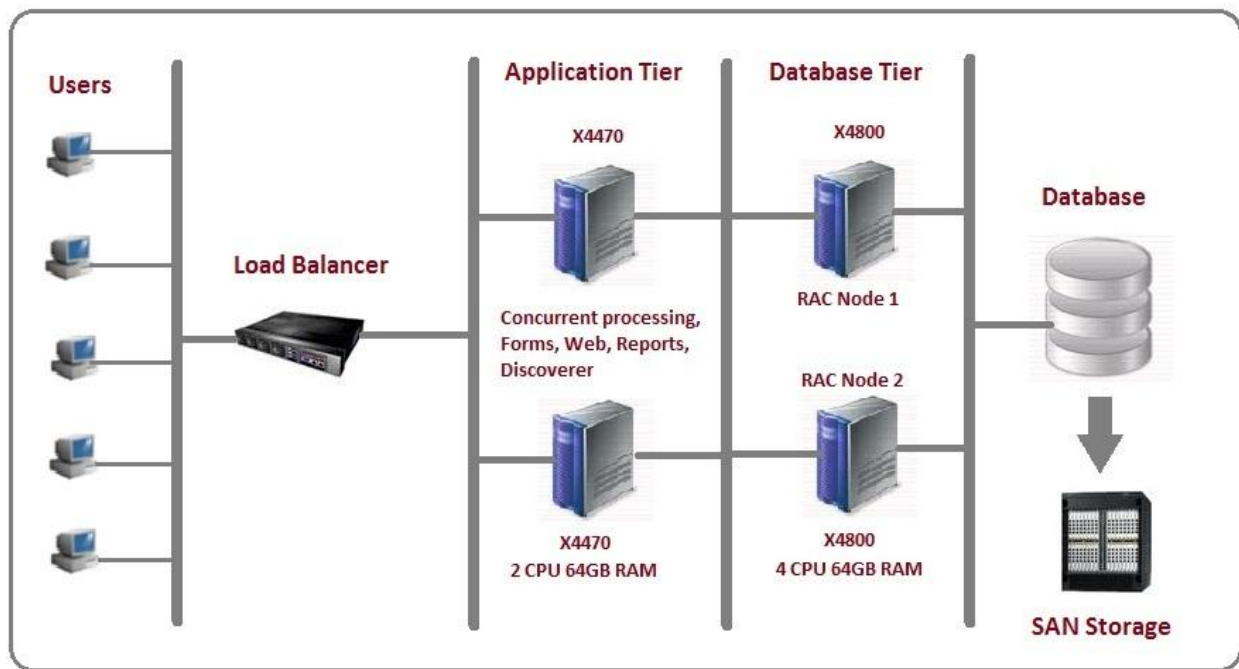 Users
Load Balancer
Application Tier
X4470
Concurrent processing,
Forms, Web, Reports,
Discoverer
X4470
2 CPU 64GB RAM
Database Tier
X4800
RAC Node 1
RAC Node 2
X4800
4 CPU 64GB RAM
Database
SAN Storage